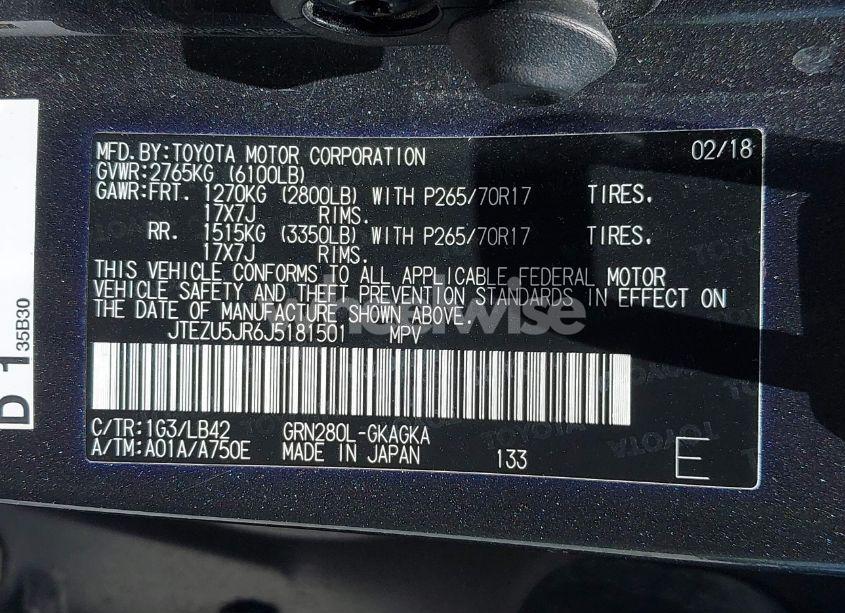 MFD.BY:TOYOTA MOTOR CORPORATION 02/18
GVWR:2765KG (6100LB)
GAWR:FRT. 1270KG (2800LB) WITH P265/70R17 TIRES.
17X7J RIMS.
RR. 1515KG (3350LB) WITH P265/70R17 TIRES.
17X7J RIMS.
THIS VEHICLE CONFORMS TO ALL APPLICABLE FEDERAL MOTOR
VEHICLE SAFETY AND THEFT PREVENTION STANDARDS IN EFFECT ON
THE DATE OF MANUFACTURE SHOWN ABOVE.
JTEZU5JR6J5181501 MPV
C/TR:1G3/LB42 GRN280L-GKAGKA
A/TM:A01A/A750E MADE IN JAPAN 133 E
D 1
35B30
wheelwise
TOYOTA